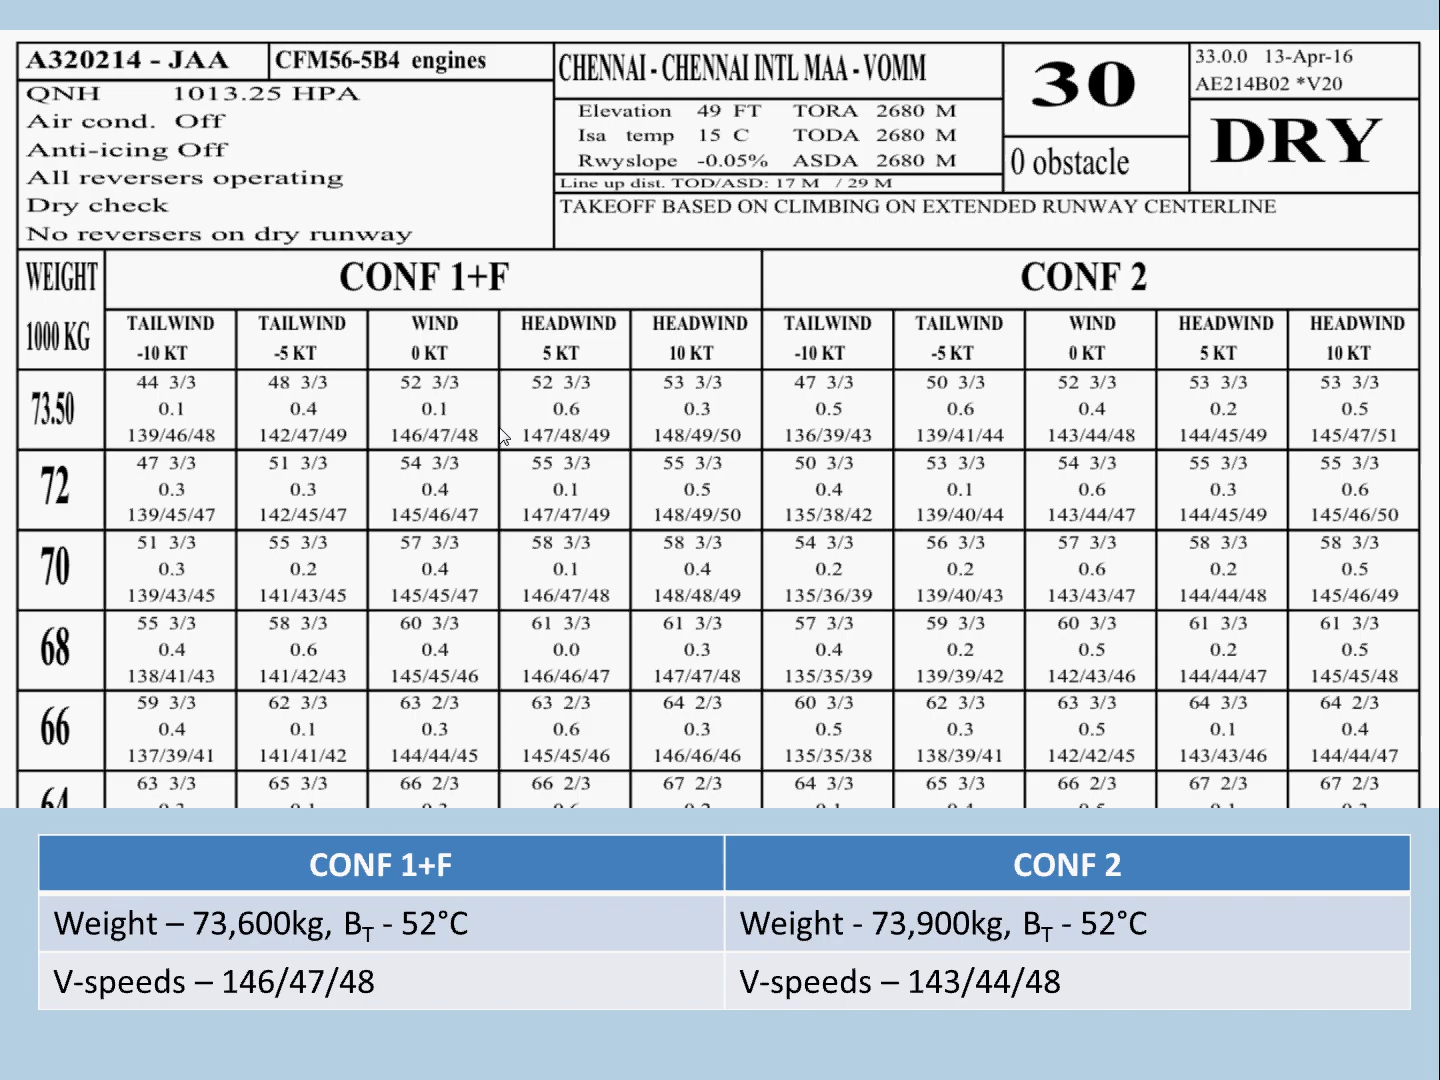 A320214 - JAA CFM56-5B4 engines
QNH 1013.25 HPA
Air cond. Off
Anti-icing Off
All reversers operating
Dry check
No reversers on dry runway
CHENNAI - CHENNAI INTL MAA - VOMM
Elevation 49 FT TORA 2680 M
Isa temp 15 C TODA 2680 M
Rwyslope -0.05% ASDA 2680 M
Line up dist. TOD/ASD: 17 M / 29 M
30
0 obstacle
33.0.0 13-Apr-16
AE214B02 *V20
DRY
TAKEOFF BASED ON CLIMBING ON EXTENDED RUNWAY CENTERLINE
WEIGHT
1000 KG
CONF 1+F CONF 2
TAILWIND TAILWIND WIND HEADWIND HEADWIND TAILWIND TAILWIND WIND HEADWIND HEADWIND
-10 KT -5 KT 0 KT 5 KT 10 KT -10 KT -5 KT 0 KT 5 KT 10 KT
73.50
44 3/3 48 3/3 52 3/3 52 3/3 53 3/3 47 3/3 50 3/3 52 3/3 53 3/3 53 3/3
0.1 0.4 0.1 0.6 0.3 0.5 0.6 0.4 0.2 0.5
139/46/48 142/47/49 146/47/48 147/48/49 148/49/50 136/39/43 139/41/44 143/44/48 144/45/49 145/47/51
72
47 3/3 51 3/3 54 3/3 55 3/3 55 3/3 50 3/3 53 3/3 54 3/3 55 3/3 55 3/3
0.3 0.3 0.4 0.1 0.5 0.4 0.1 0.6 0.3 0.6
139/45/47 142/45/47 145/46/47 147/47/49 148/49/50 135/38/42 139/40/44 143/44/47 144/45/49 145/46/50
70
51 3/3 55 3/3 57 3/3 58 3/3 58 3/3 54 3/3 56 3/3 57 3/3 58 3/3 58 3/3
0.3 0.2 0.4 0.1 0.4 0.2 0.2 0.6 0.2 0.5
139/43/45 141/43/45 145/45/47 146/47/48 148/48/49 135/36/39 139/40/43 143/43/47 144/44/48 145/46/49
68
55 3/3 58 3/3 60 3/3 61 3/3 61 3/3 57 3/3 59 3/3 60 3/3 61 3/3 61 3/3
0.4 0.6 0.4 0.0 0.3 0.4 0.2 0.5 0.2 0.5
138/41/43 141/42/43 145/45/46 146/46/47 147/47/48 135/35/39 139/39/42 142/43/46 144/44/47 145/45/48
66
59 3/3 62 3/3 63 2/3 63 2/3 64 2/3 60 3/3 62 3/3 63 3/3 64 3/3 64 2/3
0.4 0.1 0.3 0.6 0.3 0.5 0.3 0.5 0.1 0.4
137/39/41 141/41/42 144/44/45 145/45/46 146/46/46 135/35/38 138/39/41 142/42/45 143/43/46 144/44/47
64
63 3/3 65 3/3 66 2/3 66 2/3 67 2/3 64 3/3 65 3/3 66 2/3 67 2/3 67 2/3
CONF 1+F CONF 2
Weight – 73,600kg, BT - 52°C Weight - 73,900kg, BT - 52°C
V-speeds – 146/47/48 V-speeds – 143/44/48